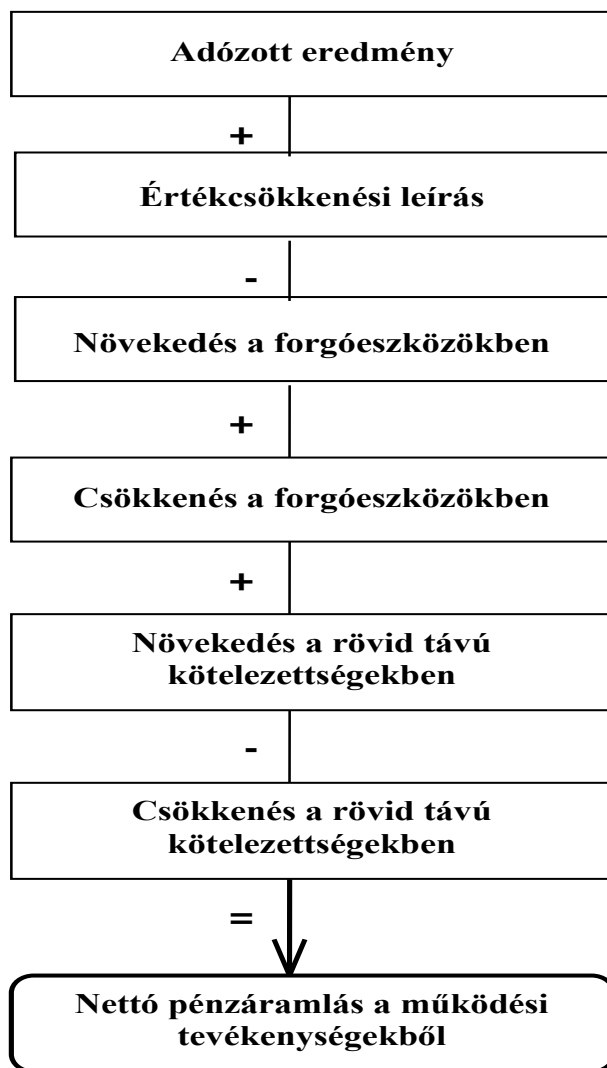 Adózott eredmény
+
Értékcsökkenési leírás
-
Növekedés a forgóeszközökben
+
Csökkenés a forgóeszközökben
+
Növekedés a rövid távú
kötelezettségekben
-
Csökkenés a rövid távú
kötelezettségekben
=
Nettó pénzáramlás a működési
tevékenységekből